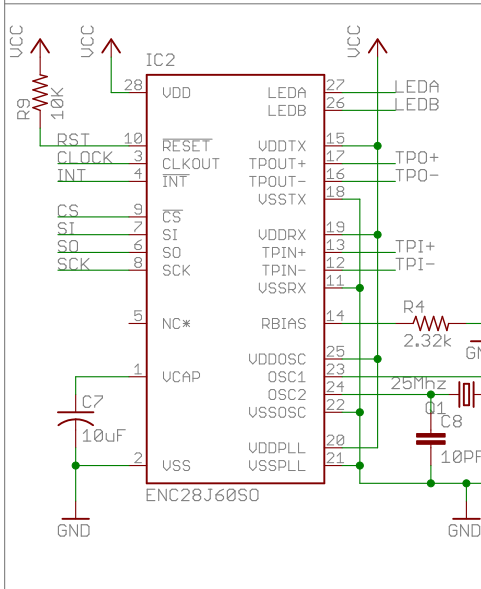 VCC
VCC
VCC
IC2
R9
10K
28 VDD LEDA 27 LEDA
LEDB 26 LEDB
RST 10 RESET VDDTX 15
CLOCK 3 CLKOUT TPOUT+ 17 TPO+
INT 4 INT TPOUT- 16 TPO-
VSSTX 18
CS 9 CS
SI 7 SI VDDRX 19
SO 6 SO TPIN+ 13 TPI+
SCK 8 SCK TPIN- 12 TPI-
VSSRX 11
R4
5 NC* RBIAS 14
2.32k
GN
VDDOSC 25
1 VCAP OSC1 23
OSC2 24 25Mhz
C7 VSSOSC 22 Q1
C8
10uF
VDDPLL 20
2 VSS VSSPLL 21 10PF
ENC28J60SO
GND
GND